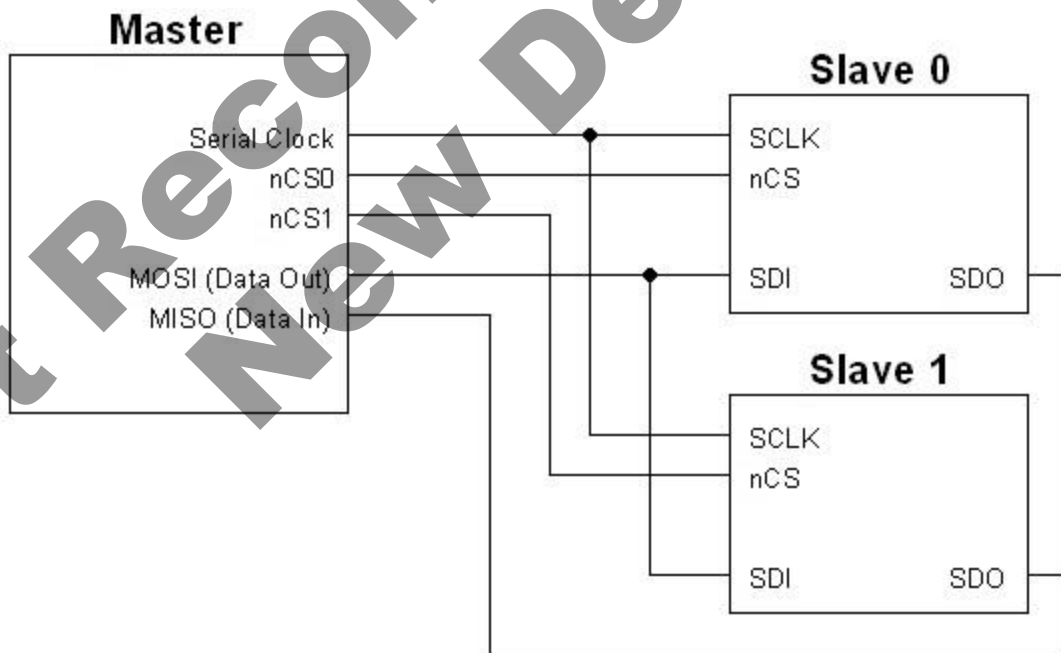 Master
Serial Clock
nCS0
nCS1
MOSI (Data Out)
MISO (Data In)
Slave 0
SCLK
nCS
SDI
SDO
Slave 1
SCLK
nCS
SDI
SDO
New